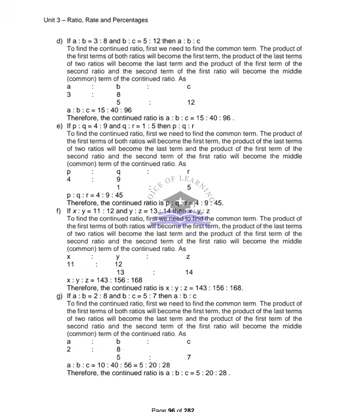 Unit 3 – Ratio, Rate and Percentages
d) If a : b = 3 : 8 and b : c = 5 : 12 then a : b : c
To find the continued ratio, first we need to find the common term. The product of
the first terms of both ratios will become the first term, the product of the last terms
of two ratios will become the last term and the product of the first term of the
second ratio and the second term of the first ratio will become the middle
(common) term of the continued ratio. As
a : b : c
3 : 8
5 : 12
a : b : c = 15 : 40 : 96
Therefore, the continued ratio is a : b : c = 15 : 40 : 96 .
e) If p : q = 4 : 9 and q : r = 1 : 5 then p : q : r
To find the continued ratio, first we need to find the common term. The product of
the first terms of both ratios will become the first term, the product of the last terms
of two ratios will become the last term and the product of the first term of the
second ratio and the second term of the first ratio will become the middle
(common) term of the continued ratio. As
p : q : r
4 : 9
1 : 5
p : q : r = 4 : 9 : 45
Therefore, the continued ratio is p : q : r = 4 : 9 : 45.
f) If x : y = 11 : 12 and y : z = 13 : 14 then x : y : z
To find the continued ratio, first we need to find the common term. The product of
the first terms of both ratios will become the first term, the product of the last terms
of two ratios will become the last term and the product of the first term of the
second ratio and the second term of the first ratio will become the middle
(common) term of the continued ratio. As
x : y : z
11 : 12
13 : 14
x : y : z = 143 : 156 : 168
Therefore, the continued ratio is x : y : z = 143 : 156 : 168.
g) If a : b = 2 : 8 and b : c = 5 : 7 then a : b : c
To find the continued ratio, first we need to find the common term. The product of
the first terms of both ratios will become the first term, the product of the last terms
of two ratios will become the last term and the product of the first term of the
second ratio and the second term of the first ratio will become the middle
(common) term of the continued ratio. As
a : b : c
2 : 8
5 : 7
a : b : c = 10 : 40 : 56 = 5 : 20 : 28
Therefore, the continued ratio is a : b : c = 5 : 20 : 28 .
Page 96 of 282